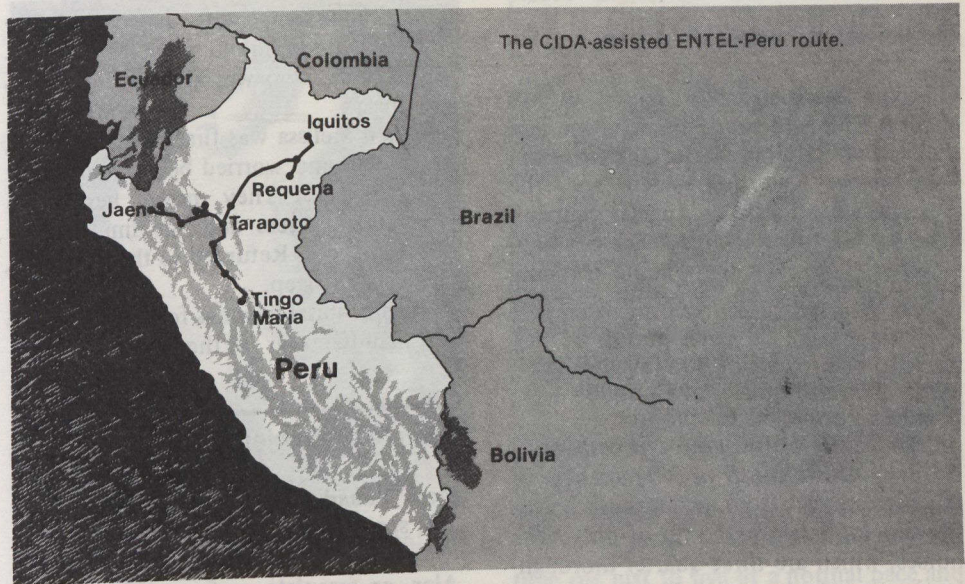 The CIDA-assisted ENTEL-Peru route.
Colombia
Ecuador
Iquitos
Requena
Jaen
Tarapoto
Brazil
Tingo
Maria
Peru
Bolivia